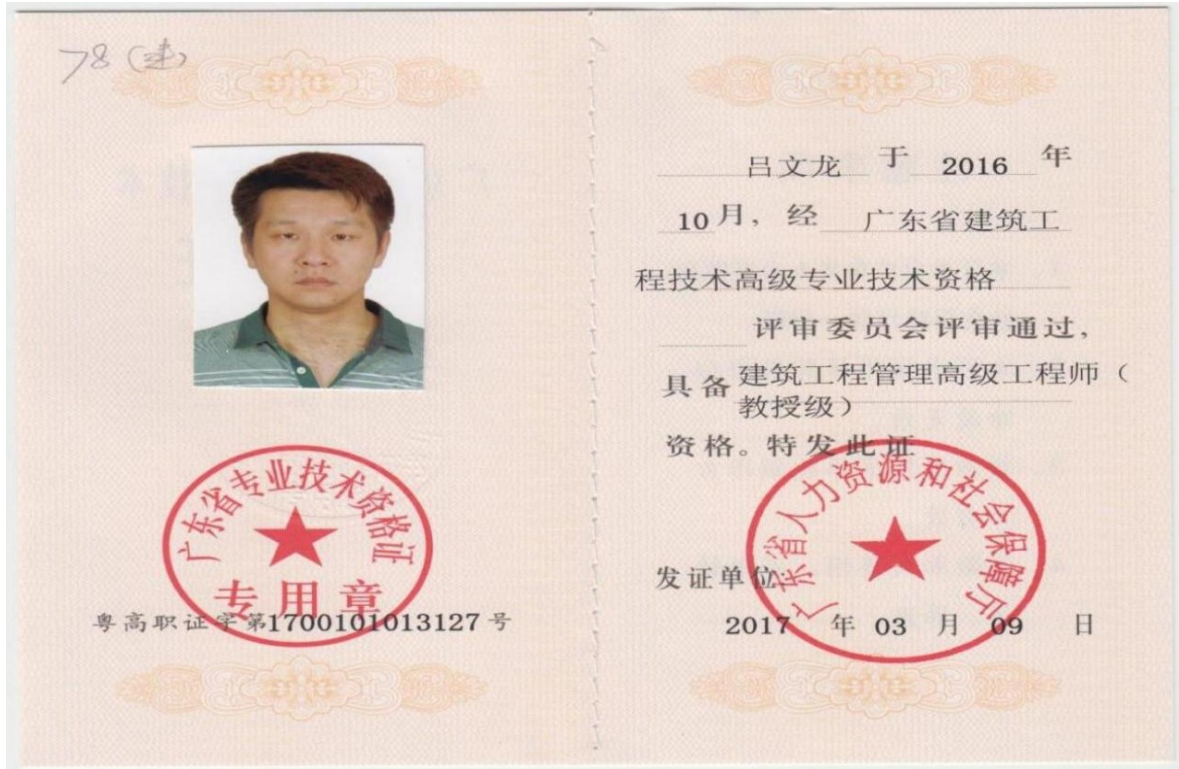 78(建)
广东省专业技术资格证
专用章
粤高职证字第1700101013127号
吕文龙 于 2016 年
10月, 经 广东省建筑工
程技术高级专业技术资格
评审委员会评审通过,
具备 建筑工程管理高级工程师(
教授级)
资格。特发此证
广东省人力资源和社会保障厅
发证单位
2017 年 03 月 09 日